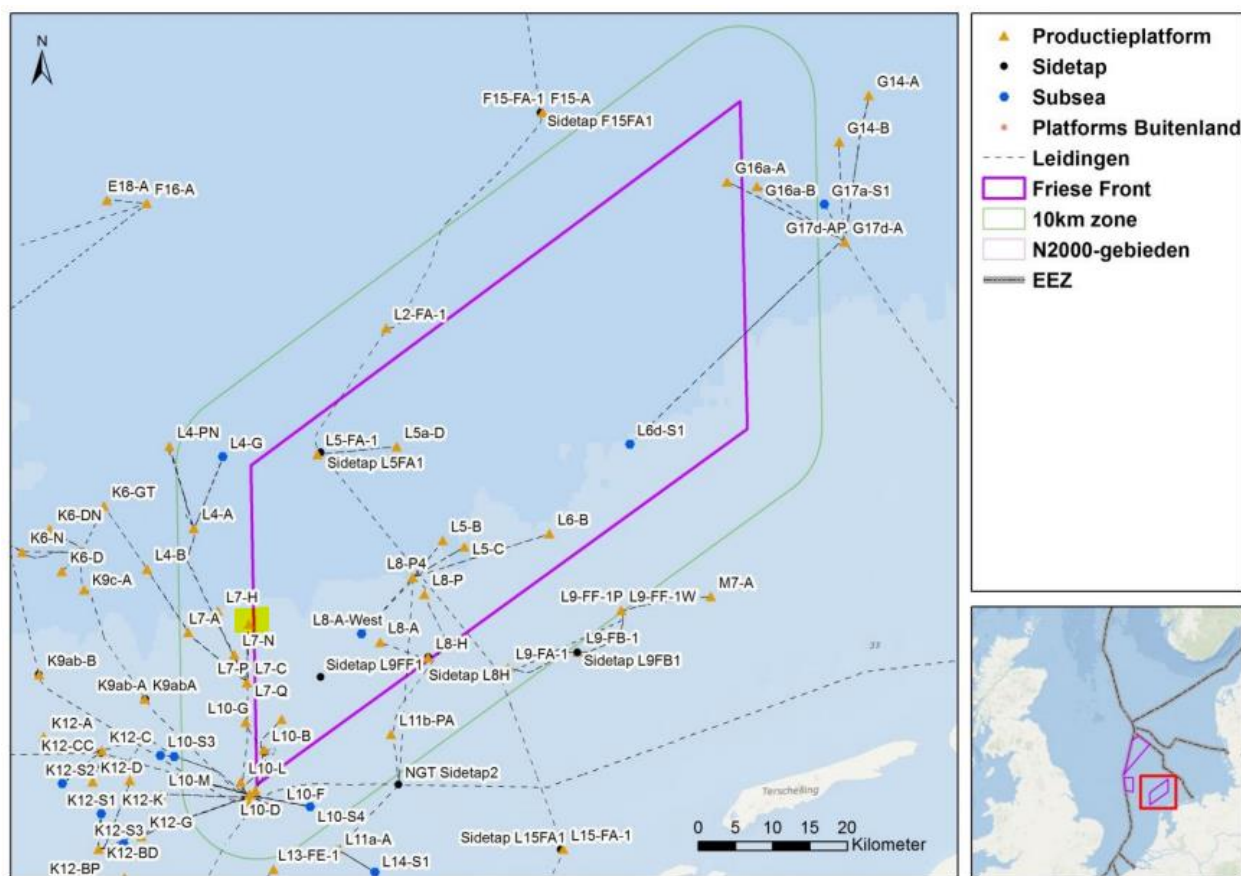 N
G14-A
F15-FA-1 F15-A
Sidetap F15FA1
G14-B
G16a-A
E18-A
F16-A
G16a-B
G17a-S1
G17d-AP
G17d-A
L2-FA-1
L4-PN
L4-G
L5-FA-1
L5a-D
L6d-S1
Sidetap L5FA1
K6-GT
K6-DN
L4-A
L6-B
K6-N
L5-B
K6-D
L4-B
L8-P4
L5-C
K9c-A
L8-P
L7-H
L9-FF-1P
L9-FF-1W
M7-A
L7-A
L8-A-West
L8-A
L7-N
L8-H
L9-FB-1
L9-FA-1
K9ab-B
L7-P
L7-C
Sidetap L9FF1
Sidetap L9FB1
33
Sidetap L8H
K9ab-A
K9abA
L7-Q
L10-G
L11b-PA
K12-A
K12-C
L10-S3
L10-B
K12-CC
K12-S2
K12-D
L10-M
L10-L
NGT Sidetap2
K12-S1
K12-K
L10-F
Terschelling
L10-D
K12-S3
K12-G
L10-S4
L11a-A
Sidetap L15FA1
L15-FA-1
K12-BD
K12-BP
L13-FE-1
L14-S1
0 5 10 15 20
Kilometer
Productieplatform
Sidetap
Subsea
Platforms Buitenland
Leidingen
Friese Front
10km zone
N2000-gebieden
EEZ